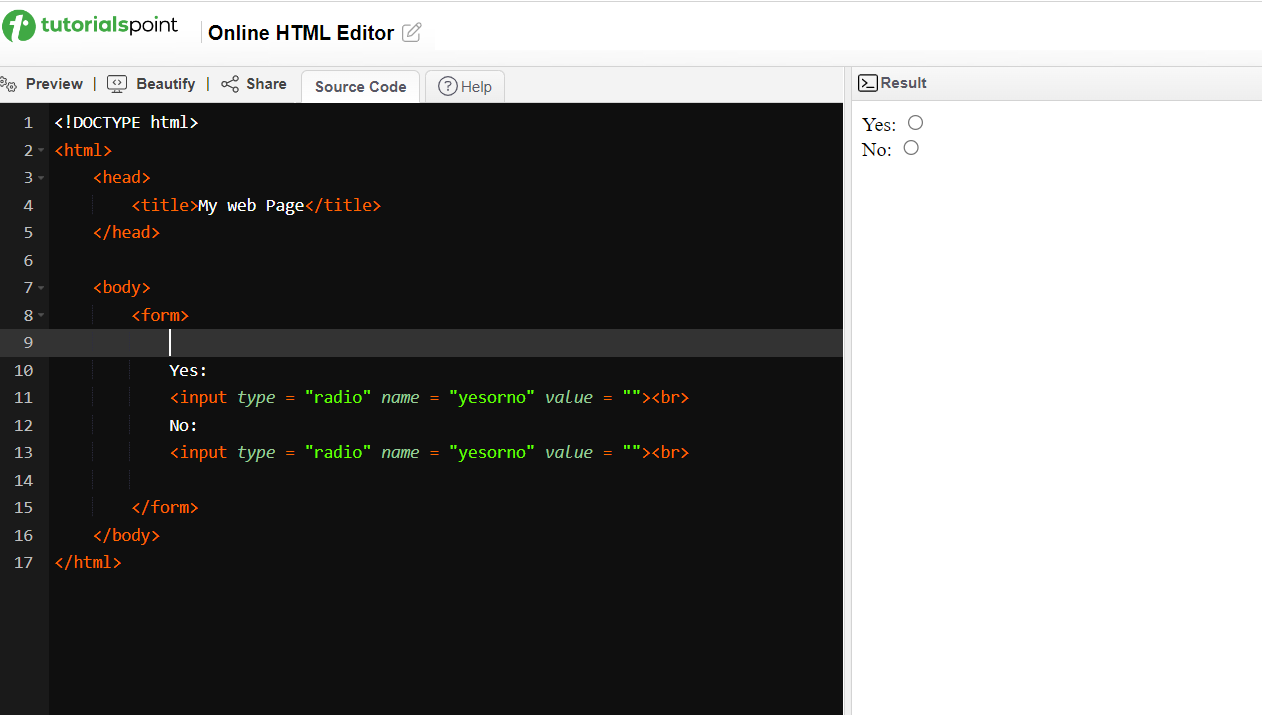 tutorialspoint
Online HTML Editor
Preview | Beautify | Share Source Code Help
Result
1 <!DOCTYPE html>
2 <html>
3 <head>
4 <title>My web Page</title>
5 </head>
6
7 <body>
8 <form>
9
10 Yes:
11 <input type = "radio" name = "yesorno" value = ""><br>
12 No:
13 <input type = "radio" name = "yesorno" value = ""><br>
14
15 </form>
16 </body>
17 </html>
Yes:
No: